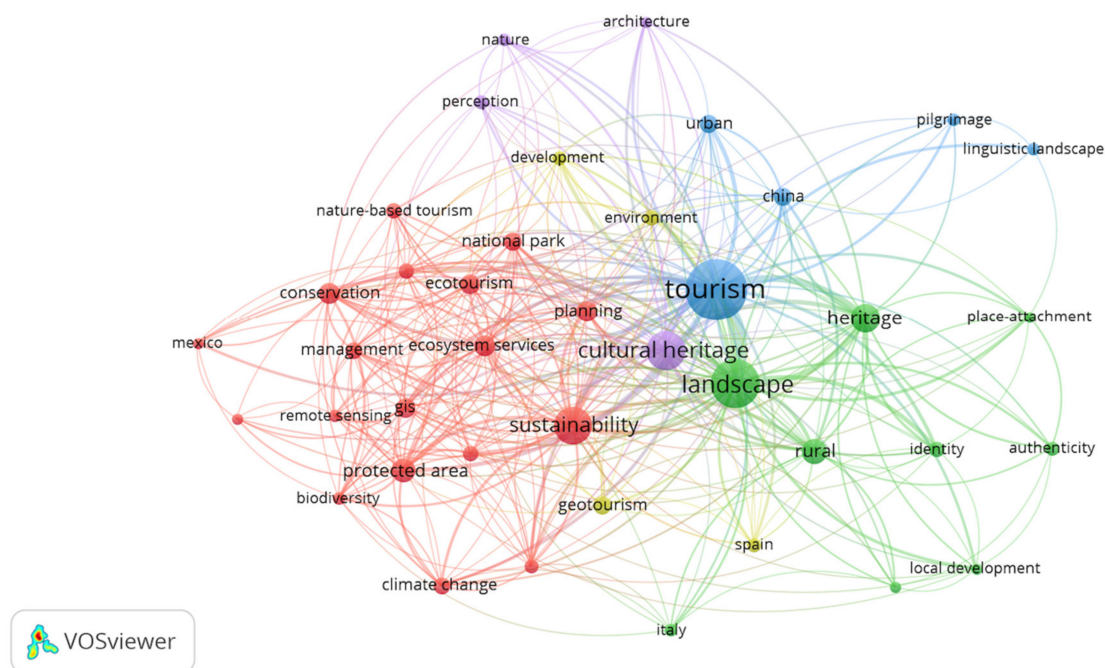 architecture
nature
perception
urban
pilgrimage
linguistic landscape
development
china
nature-based tourism
environment
national park
ecotourism
conservation
tourism
planning
heritage
place-attachment
mexico
management
ecosystem services
cultural heritage
landscape
remote sensing
gis
sustainability
rural
identity
authenticity
protected area
biodiversity
geotourism
spain
local development
climate change
italy
VOSviewer